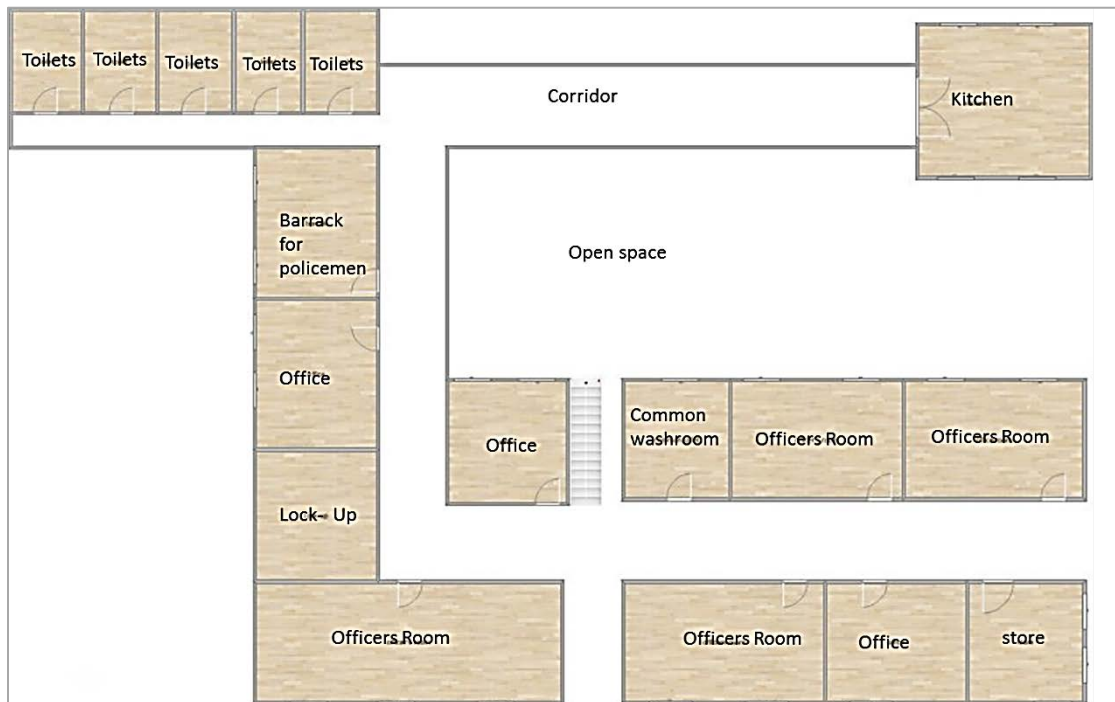 Toilets
Toilets
Toilets
Toilets
Toilets
Corridor
Kitchen
Barrack
for
policemen
Open space
Office
Office
Common
washroom
Officers Room
Officers Room
Lock- Up
Officers Room
Officers Room
Office
store